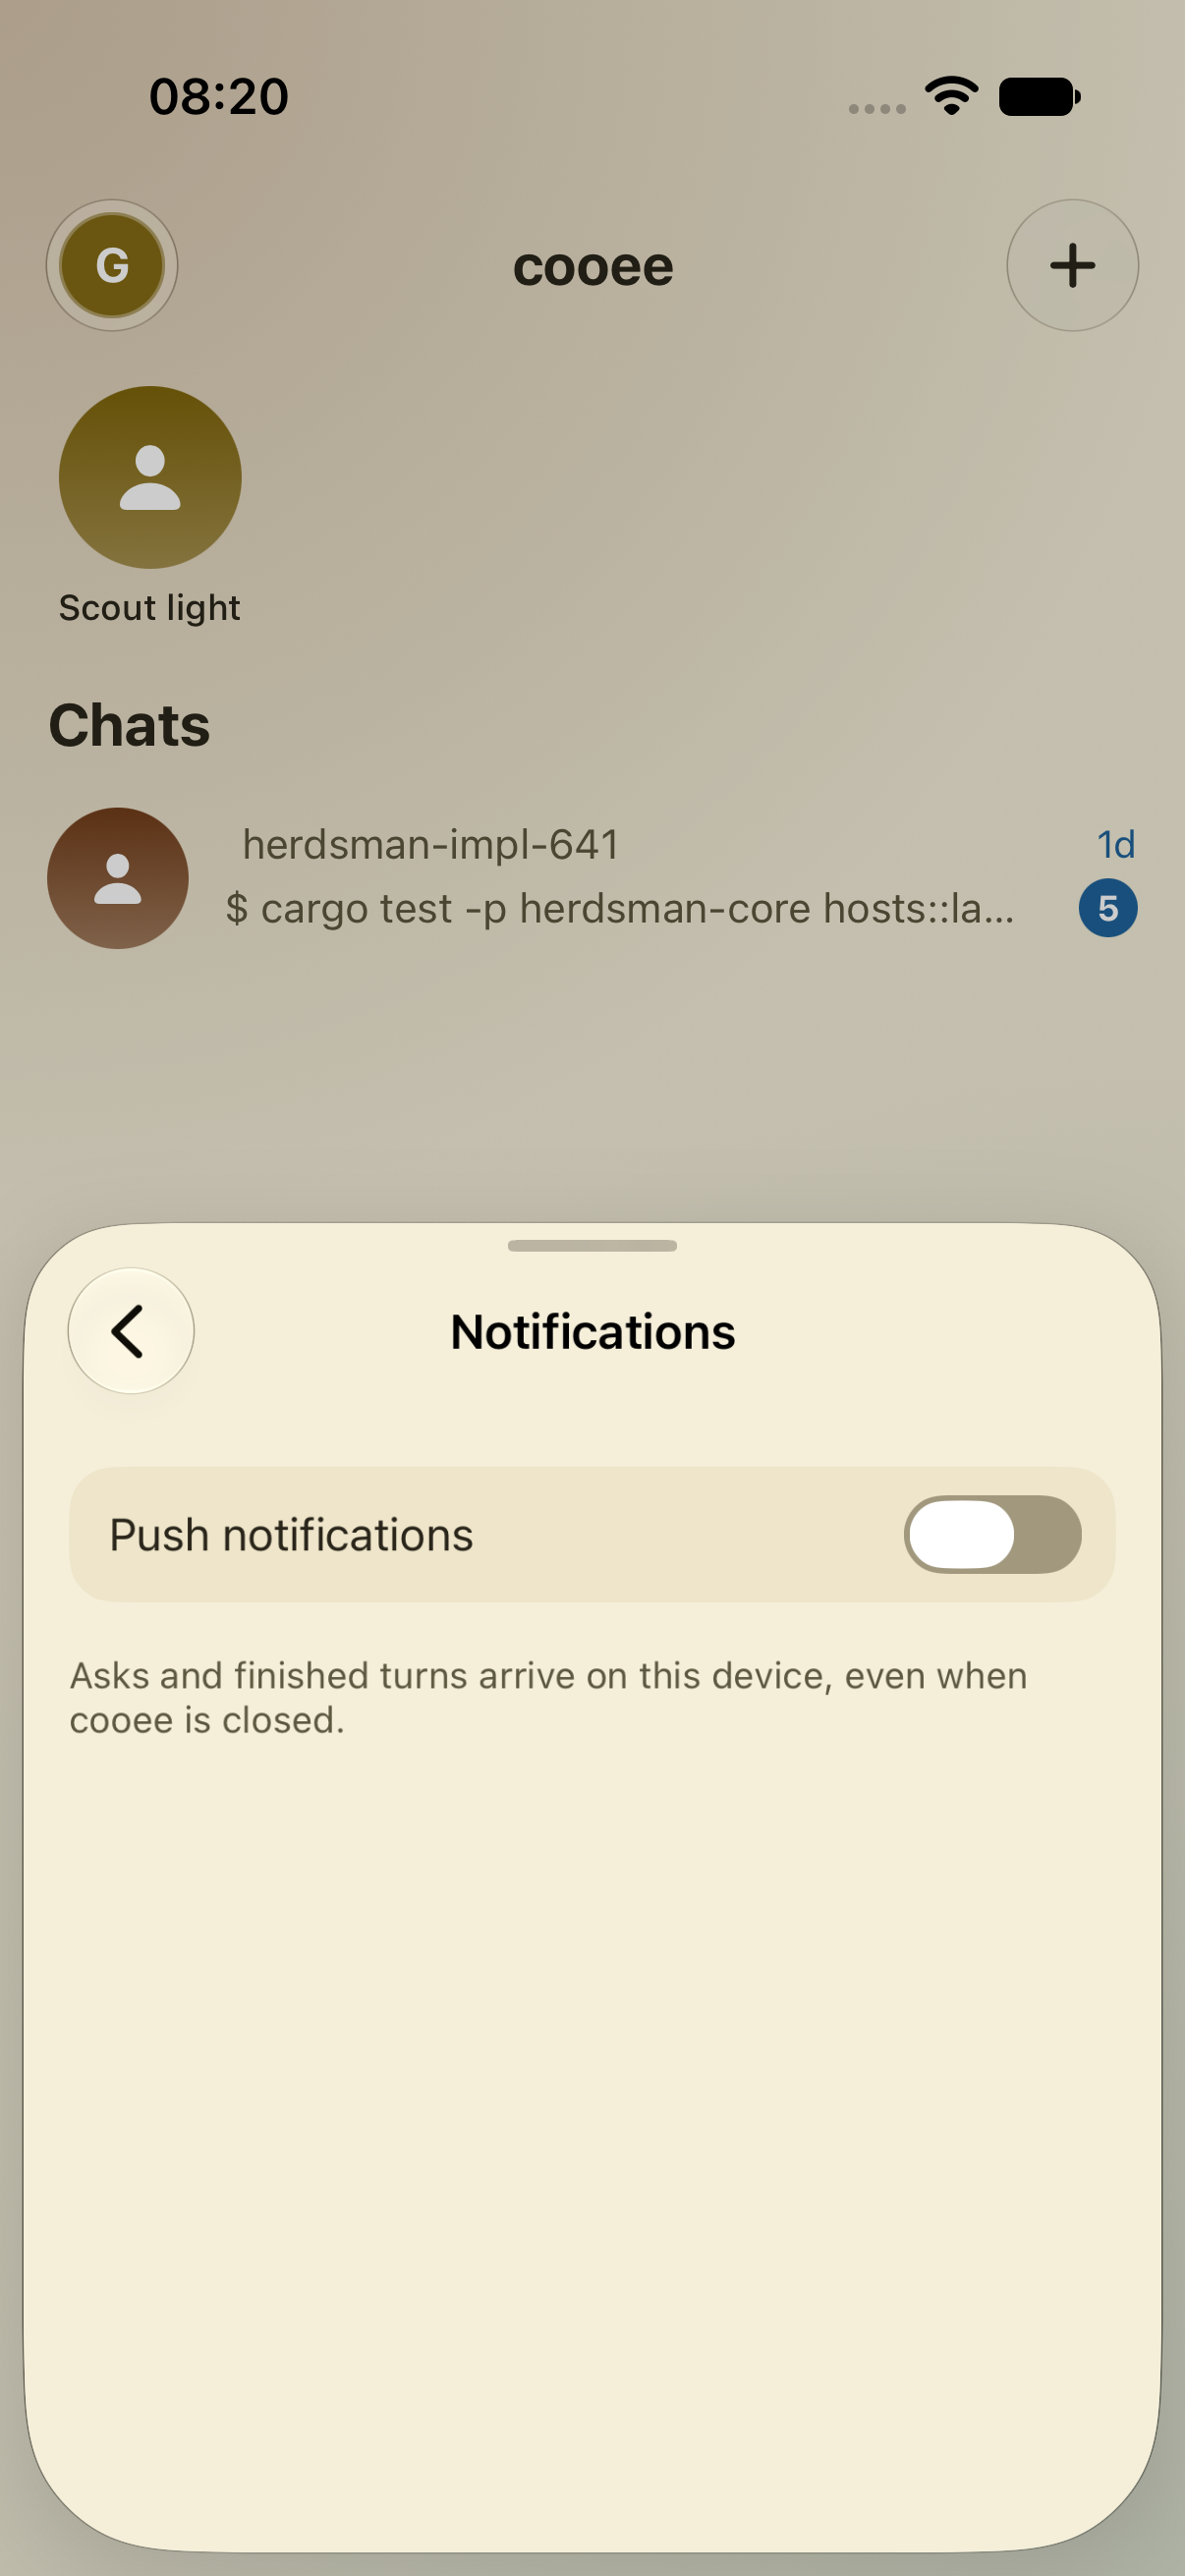 08:20
G
cooee
Scout light
Chats
herdsman-impl-641
1d
$ cargo test -p herdsman-core hosts::la...
5
Notifications
Push notifications
Asks and finished turns arrive on this device, even when
cooee is closed.